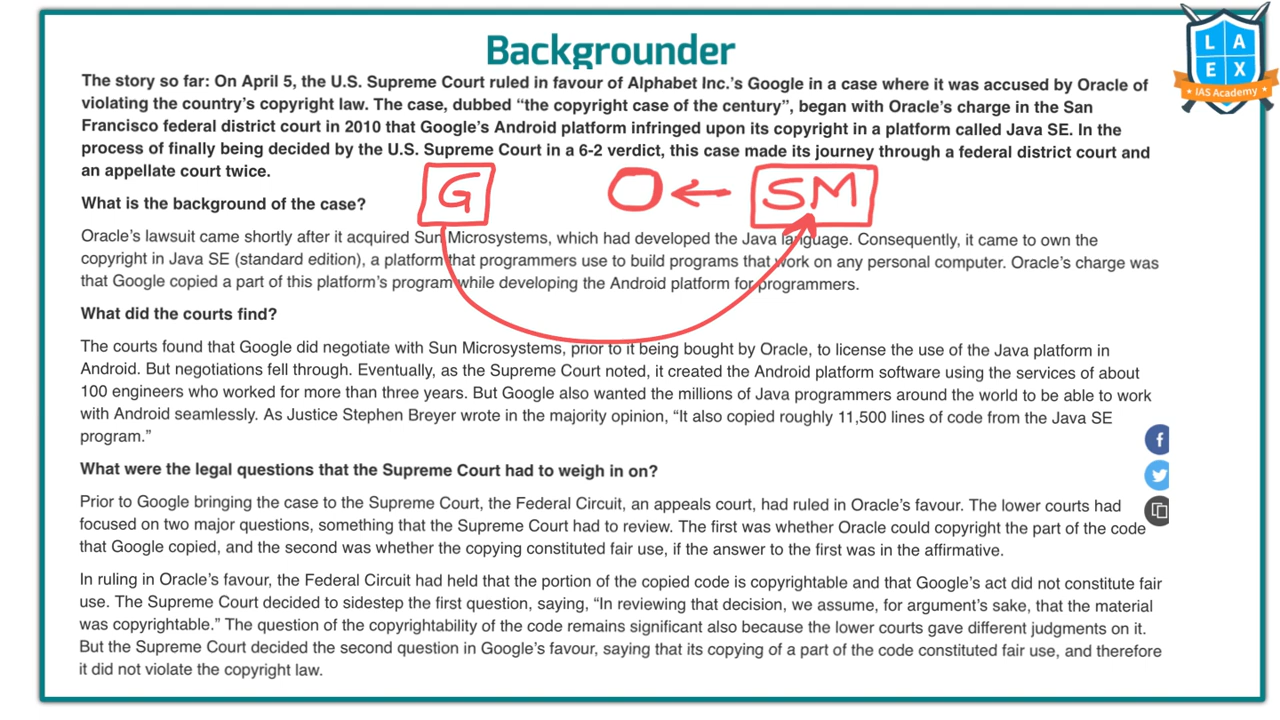 Backgrounder
L A
E X
IAS Academy
The story so far: On April 5, the U.S. Supreme Court ruled in favour of Alphabet Inc.'s Google in a case where it was accused by Oracle of
violating the country's copyright law. The case, dubbed “the copyright case of the century”, began with Oracle's charge in the San
Francisco federal district court in 2010 that Google's Android platform infringed upon its copyright in a platform called Java SE. In the
process of finally being decided by the U.S. Supreme Court in a 6-2 verdict, this case made its journey through a federal district court and
an appellate court twice.
G O ← SM
What is the background of the case?
Oracle's lawsuit came shortly after it acquired Sun Microsystems, which had developed the Java language. Consequently, it came to own the
copyright in Java SE (standard edition), a platform that programmers use to build programs that work on any personal computer. Oracle's charge was
that Google copied a part of this platform's program while developing the Android platform for programmers.
What did the courts find?
The courts found that Google did negotiate with Sun Microsystems, prior to it being bought by Oracle, to license the use of the Java platform in
Android. But negotiations fell through. Eventually, as the Supreme Court noted, it created the Android platform software using the services of about
100 engineers who worked for more than three years. But Google also wanted the millions of Java programmers around the world to be able to work
with Android seamlessly. As Justice Stephen Breyer wrote in the majority opinion, “It also copied roughly 11,500 lines of code from the Java SE
program.”
What were the legal questions that the Supreme Court had to weigh in on?
Prior to Google bringing the case to the Supreme Court, the Federal Circuit, an appeals court, had ruled in Oracle's favour. The lower courts had
focused on two major questions, something that the Supreme Court had to review. The first was whether Oracle could copyright the part of the code
that Google copied, and the second was whether the copying constituted fair use, if the answer to the first was in the affirmative.
In ruling in Oracle's favour, the Federal Circuit had held that the portion of the copied code is copyrightable and that Google's act did not constitute fair
use. The Supreme Court decided to sidestep the first question, saying, “In reviewing that decision, we assume, for argument's sake, that the material
was copyrightable.” The question of the copyrightability of the code remains significant also because the lower courts gave different judgments on it.
But the Supreme Court decided the second question in Google's favour, saying that its copying of a part of the code constituted fair use, and therefore
it did not violate the copyright law.